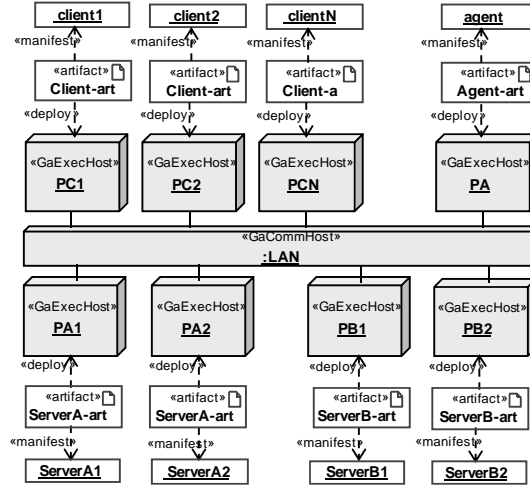 client1 client2 clientN agent
«manifest» «manifest» «manifest» «manifest»
«artifact» «artifact» «artifact» «artifact»
Client-art Client-art Client-a Agent-art
«deploy» «deploy» «deploy» «deploy»
«GaExecHost» «GaExecHost» «GaExecHost» «GaExecHost»
PC1 PC2 PCN PA
«GaCommHost»
:LAN
«GaExecHost» «GaExecHost» «GaExecHost» «GaExecHost»
PA1 PA2 PB1 PB2
«deploy» «deploy» «deploy» «deploy»
«artifact» «artifact» «artifact» «artifact»
ServerA-art ServerA-art ServerB-art ServerB-art
«manifest» «manifest» «manifest» «manifest»
ServerA1 ServerA2 ServerB1 ServerB2